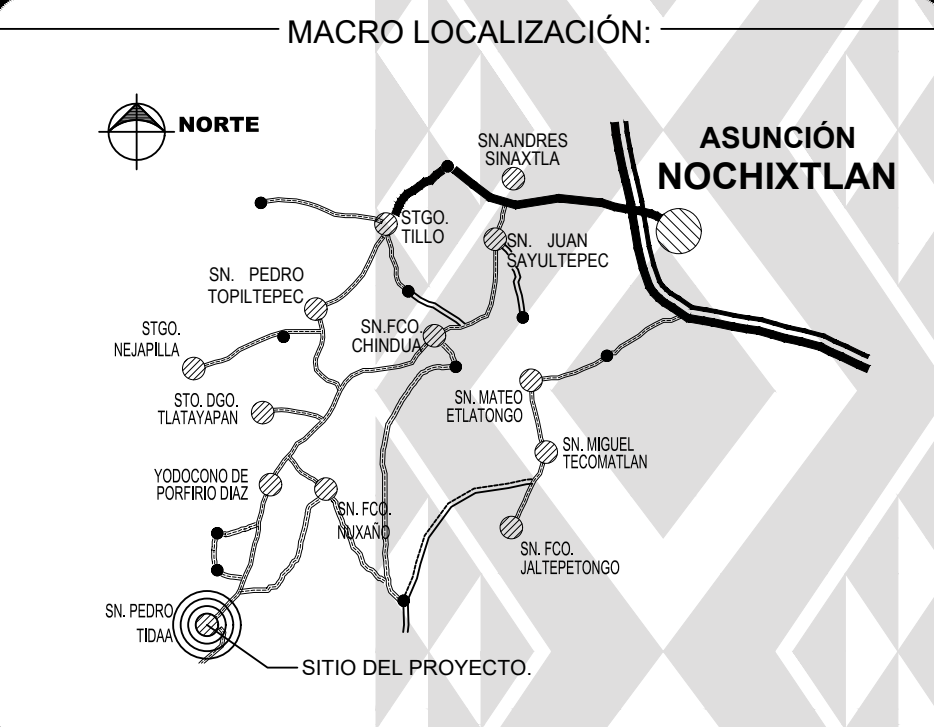 MACRO LOCALIZACIÓN:
NORTE
SN.ANDRES
SINAXTLA
ASUNCIÓN
NOCHIXTLAN
STGO.
TILLO
SN. JUAN
SAYULTEPEC
SN. PEDRO
TOPILTEPEC
STGO.
NEJAPILLA
SN.FCO.
CHINDUA
STO. DGO.
TLATAYAPAN
SN. MATEO
ETLATONGO
SN. MIGUEL
TECOMATLAN
YODOCONO DE
PORFIRIO DIAZ
SN. FCO.
NUXAÑO
SN. FCO.
JALTEPETONGO
SN. PEDRO
TIDAA
SITIO DEL PROYECTO.